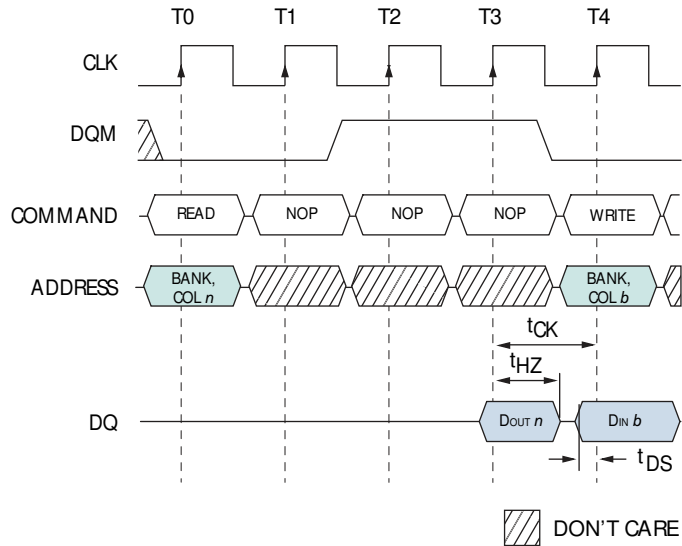 T0 T1 T2 T3 T4
CLK
DQM
COMMAND READ NOP NOP NOP WRITE
ADDRESS BANK, COL n BANK, COL b
tCK
tHZ
DQ DOUT n DIN b
tDS
DON'T CARE